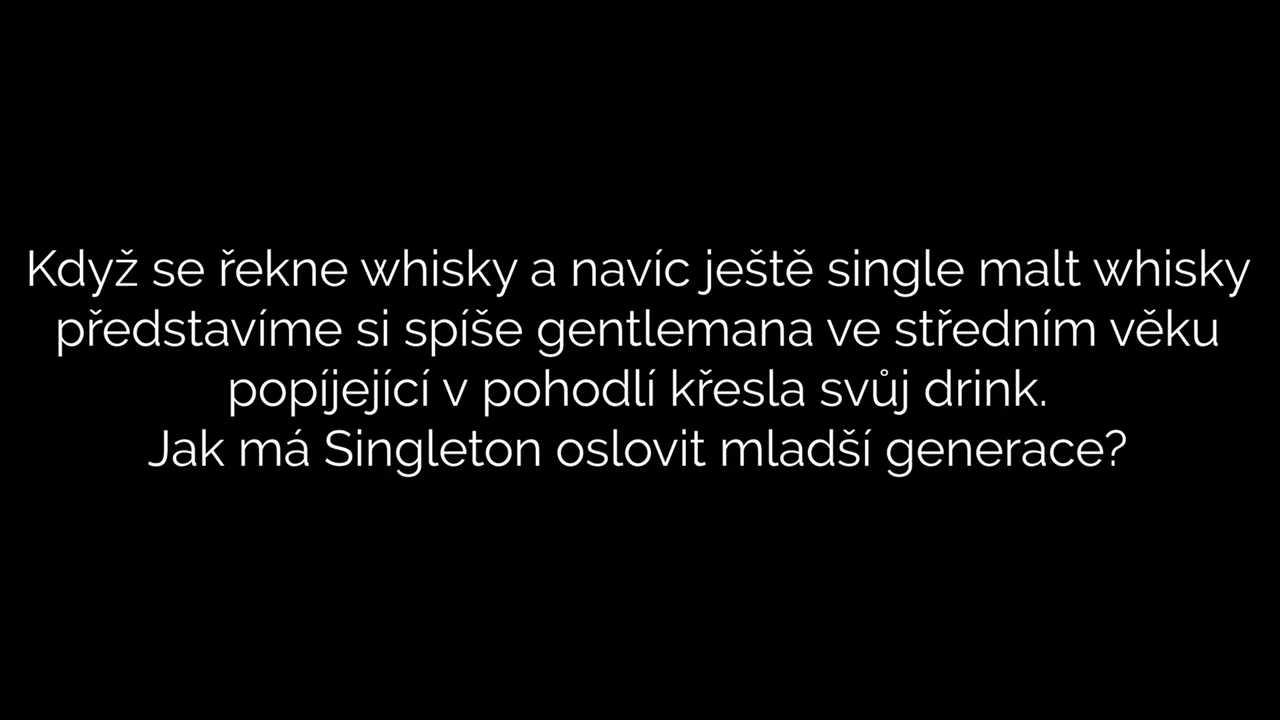 Když se řekne whisky a navíc ještě single malt whisky
představíme si spíše gentlemana ve středním věku
popíjející v pohodlí křesla svůj drink.
Jak má Singleton oslovit mladší generace?